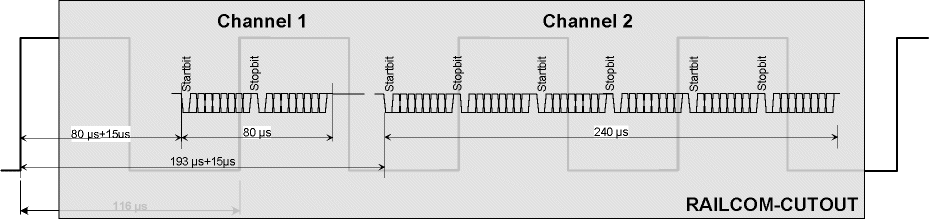 Channel 1 Channel 2
Startbit Stopbit Startbit Stopbit Startbit Stopbit Startbit Stopbit
80 µs+15us 80 µs 240 µs
193 µs+15µs
116 us
RAILCOM-CUTOUT